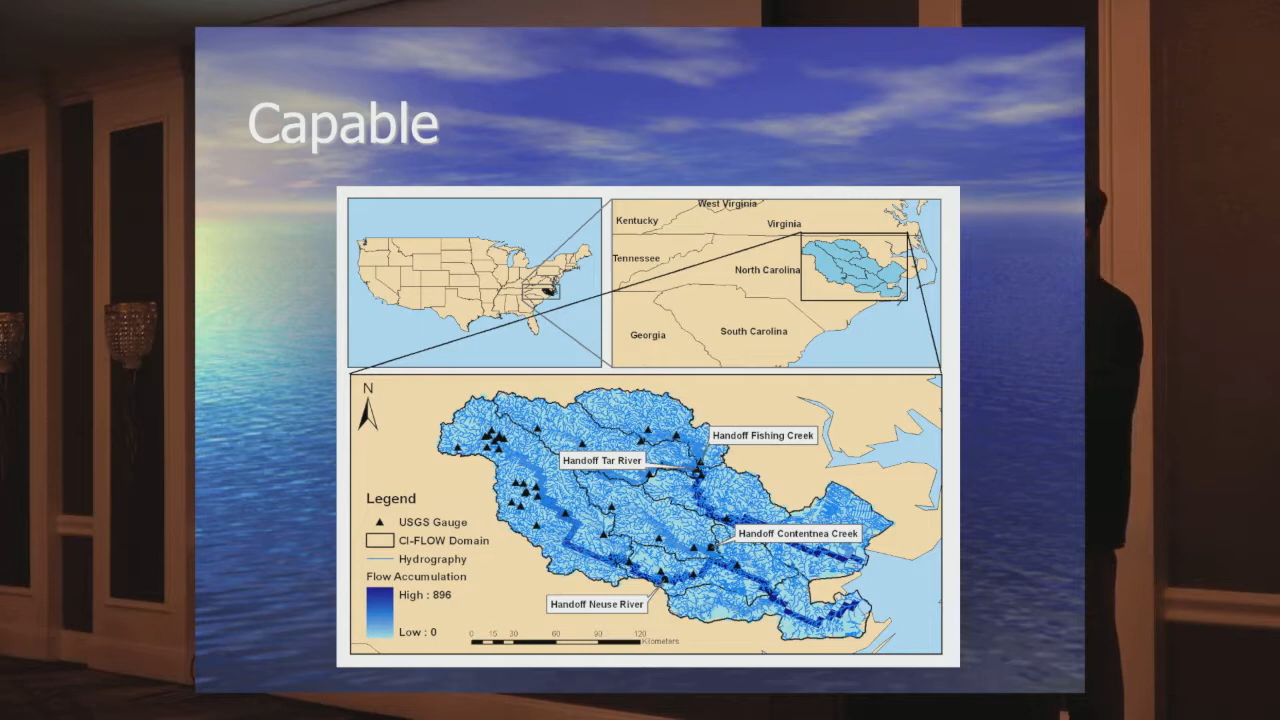 Capable
West Virginia
Kentucky
Virginia
Tennessee
North Carolina
Georgia
South Carolina
N
Handoff Fishing Creek
Handoff Tar River
Legend
USGS Gauge
CI-FLOW Domain
Hydrography
Flow Accumulation
High : 896
Low : 0
Handoff Contentnea Creek
Handoff Neuse River
0 15 30 60 90 120
Kilometers